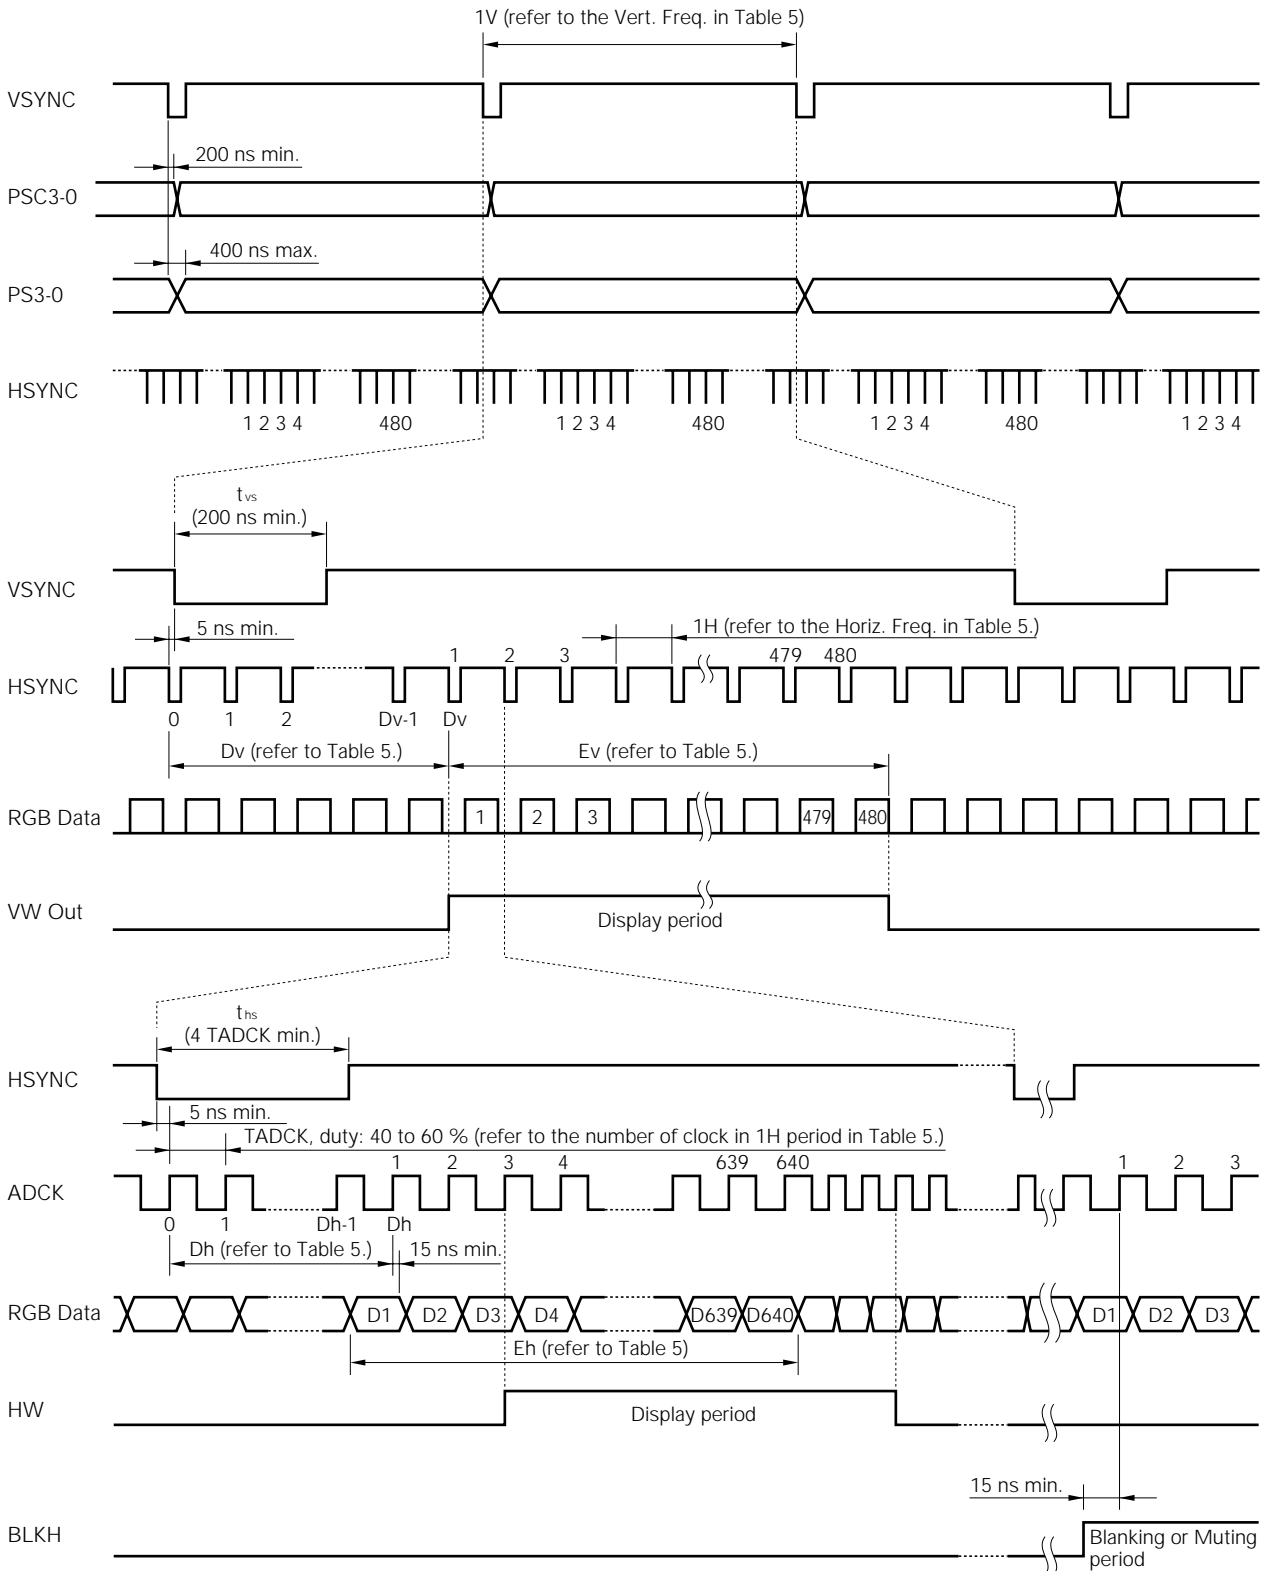 1V (refer to the Vert. Freq. in Table 5)
VSYNC
200 ns min.
PSC3-0
400 ns max.
PS3-0
HSYNC
1 2 3 4 480 1 2 3 4 480 1 2 3 4 480 1 2 3 4
tvs
(200 ns min.)
VSYNC
5 ns min.
1H (refer to the Horiz. Freq. in Table 5.)
1 2 3 479 480
HSYNC
0 1 2 Dv-1 Dv
Dv (refer to Table 5.) Ev (refer to Table 5.)
RGB Data 1 2 3 479 480
VW Out
Display period
ths
(4 TADCK min.)
HSYNC
5 ns min.
TADCK, duty: 40 to 60 % (refer to the number of clock in 1H period in Table 5.)
1 2 3 4 639 640 1 2 3
ADCK
0 1 Dh-1 Dh
Dh (refer to Table 5.) 15 ns min.
RGB Data D1 D2 D3 D4 D639 D640 D1 D2 D3
Eh (refer to Table 5)
HW
Display period
15 ns min.
BLKH
Blanking or Muting
period